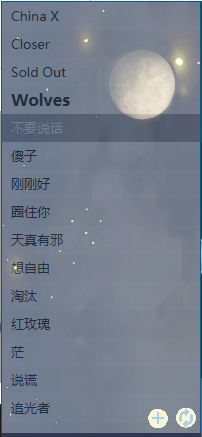 China X
Closer
Sold Out
Wolves
不要说话
傻子
刚刚好
圈住你
天真有邪
想自由
淘汰
红玫瑰
茫
说谎
追光者